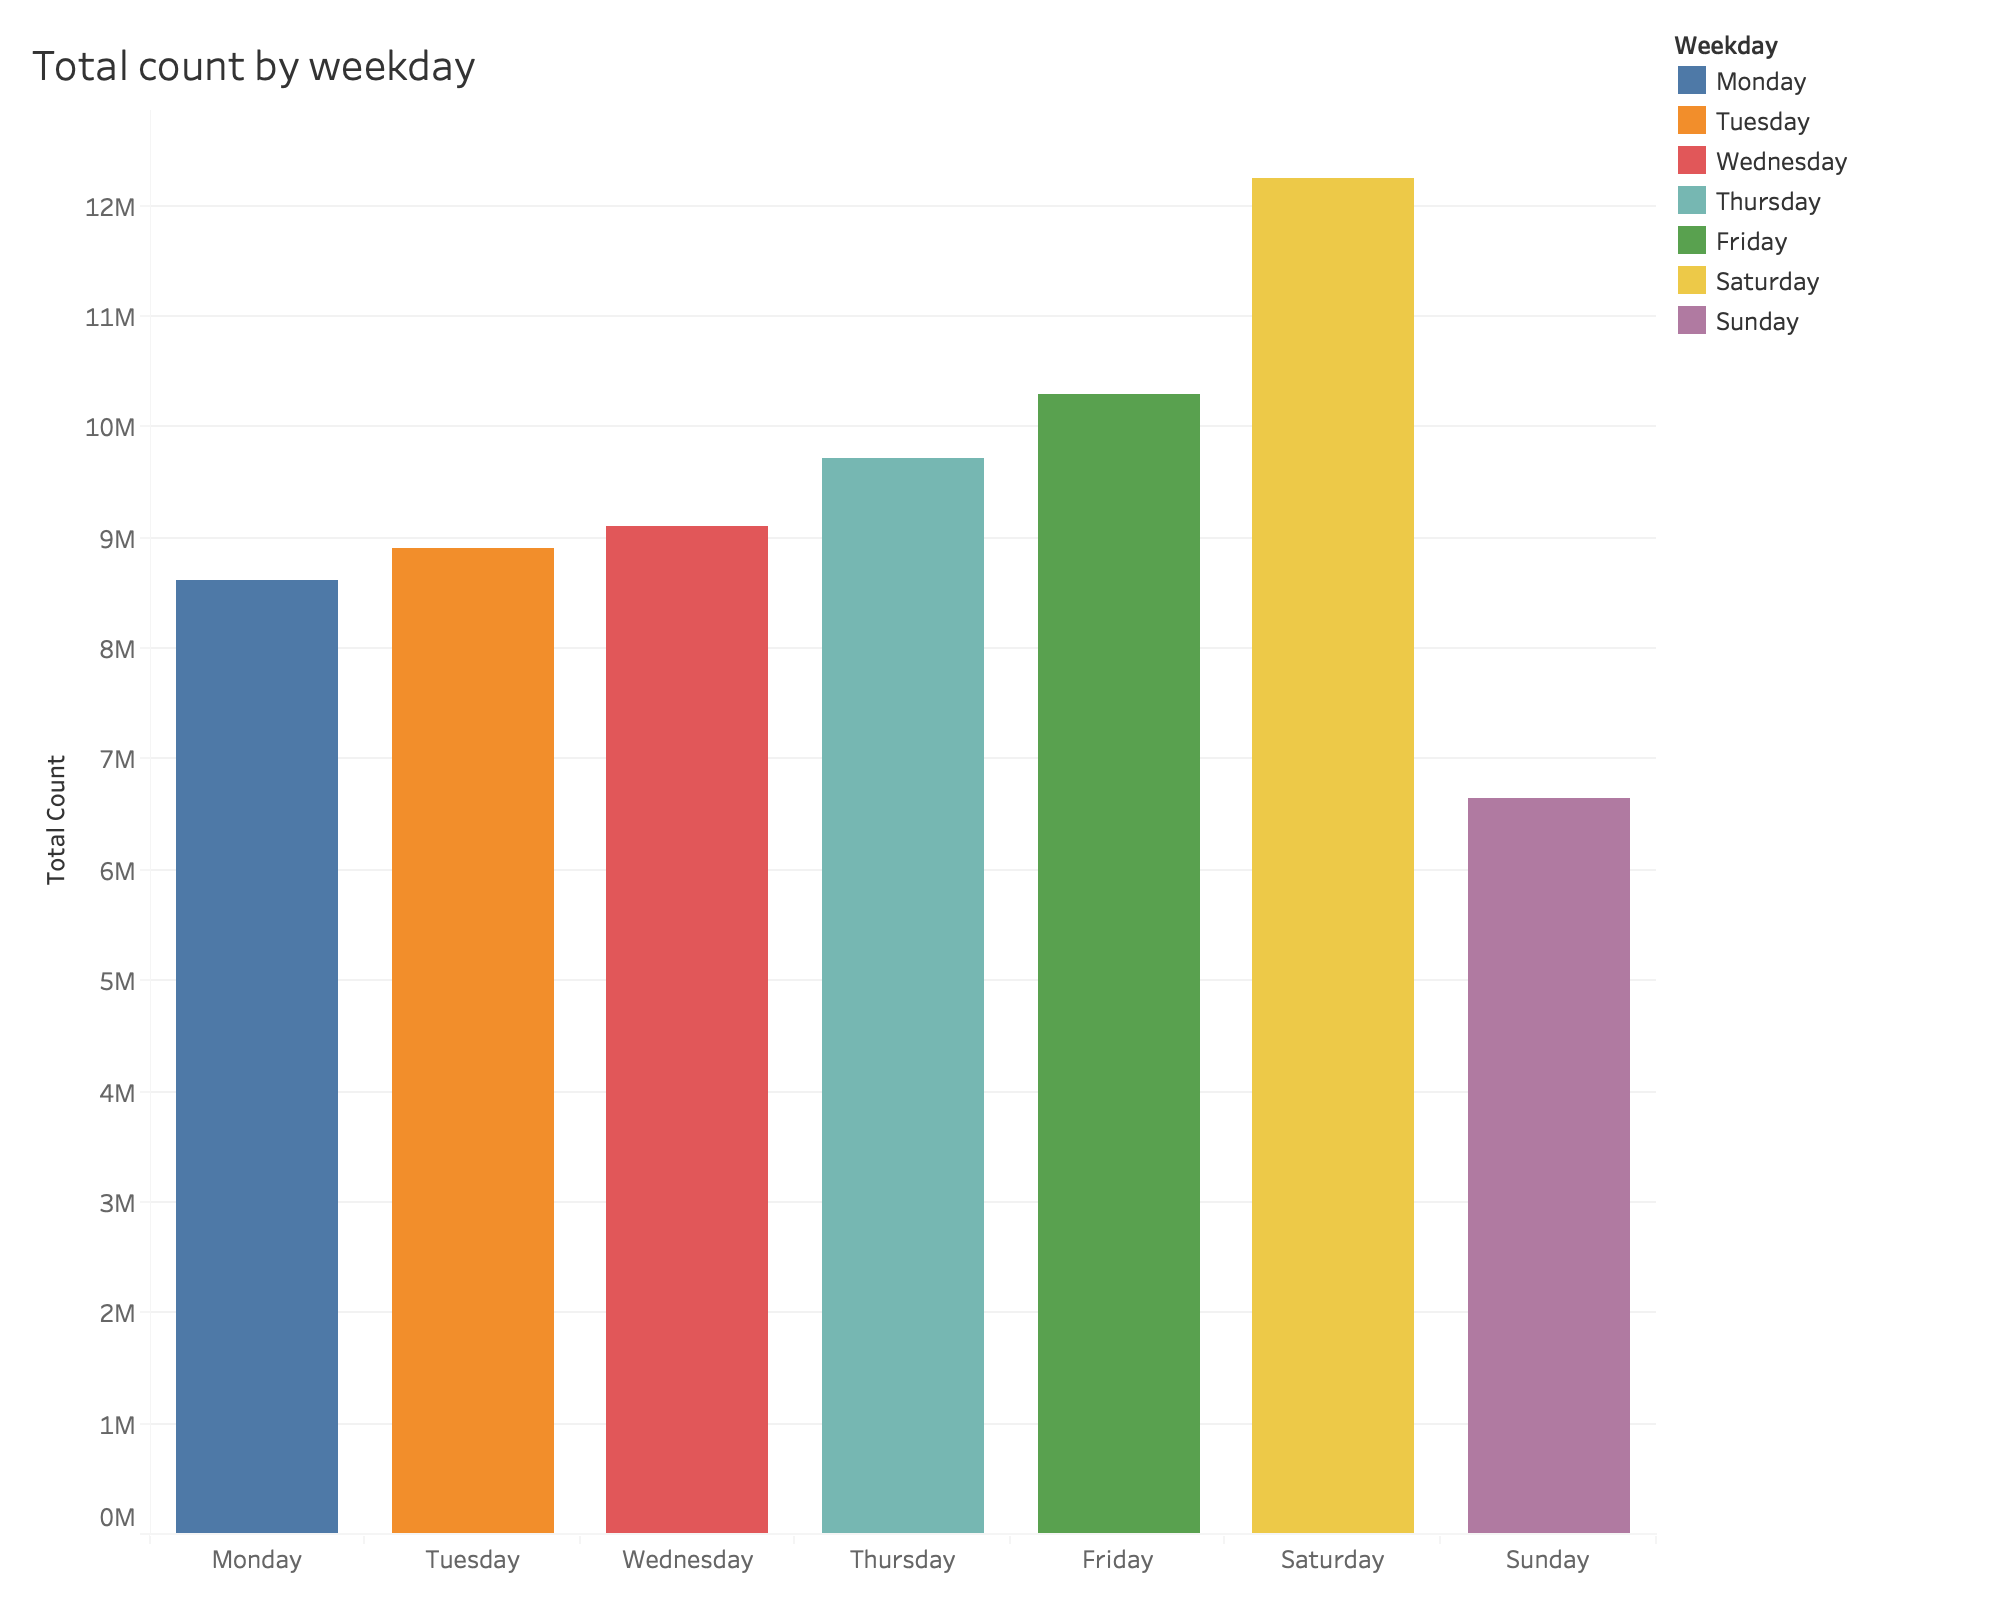 Total count by weekday
Weekday
Monday
Tuesday
Wednesday
Thursday
Friday
Saturday
Sunday
Total Count
12M
11M
10M
9M
8M
7M
6M
5M
4M
3M
2M
1M
0M
Monday
Tuesday
Wednesday
Thursday
Friday
Saturday
Sunday